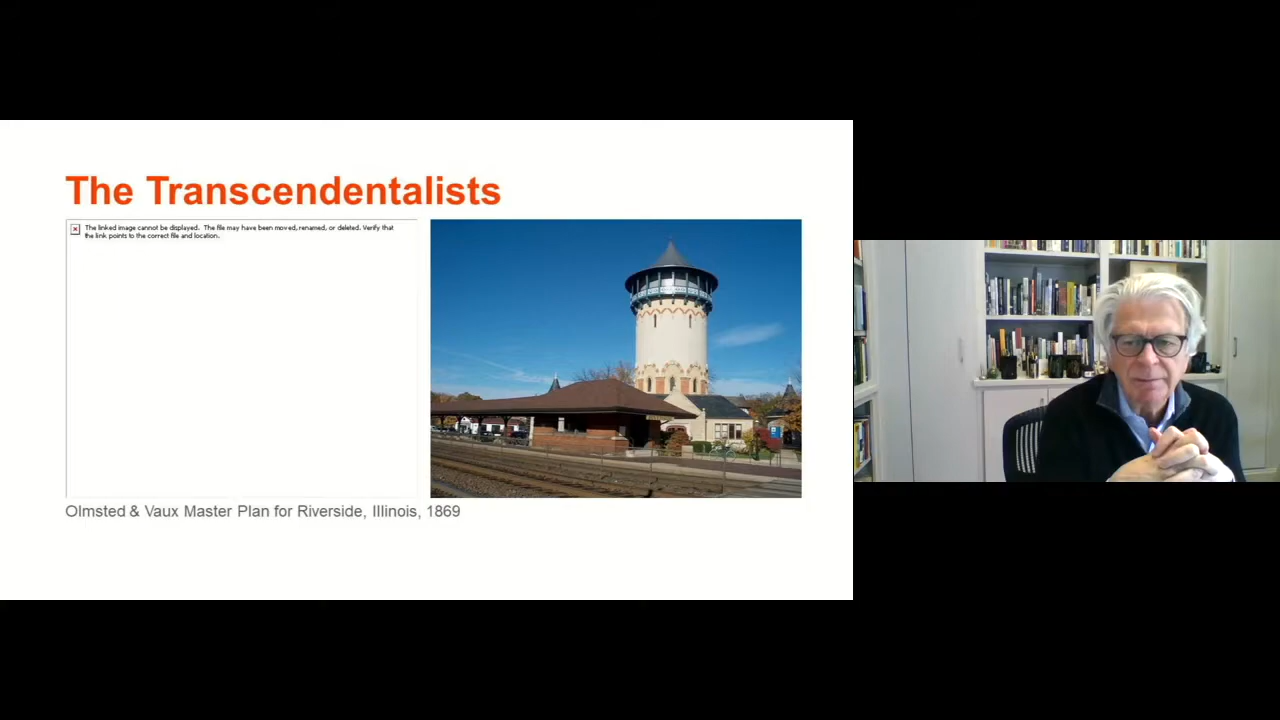 The Transcendentalists
The linked image cannot be displayed. The file may have been moved, renamed, or deleted. Verify that
the link points to the correct file and location.
Olmsted & Vaux Master Plan for Riverside, Illinois, 1869